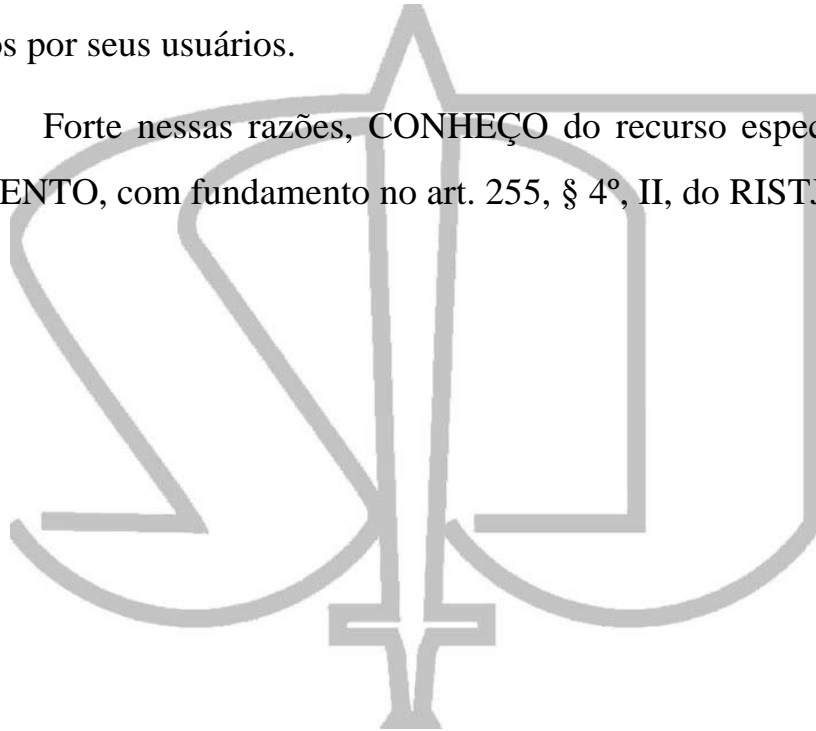 os por seus usuários.
Forte nessas razões, CONHEÇO do recurso espec
ENTO, com fundamento no art. 255, § 4º, II, do RISTJ